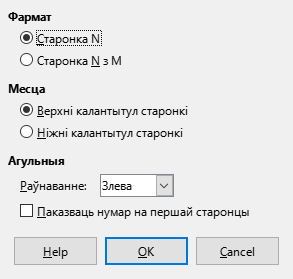 Фармат
Старонка N
Старонка N з M
Месца
Верхні калантытул старонкі
Ніжні калантытул старонкі
Агульныя
Раўнаванне: Злева
Паказваць нумар на першай старонцы
Help OK Cancel